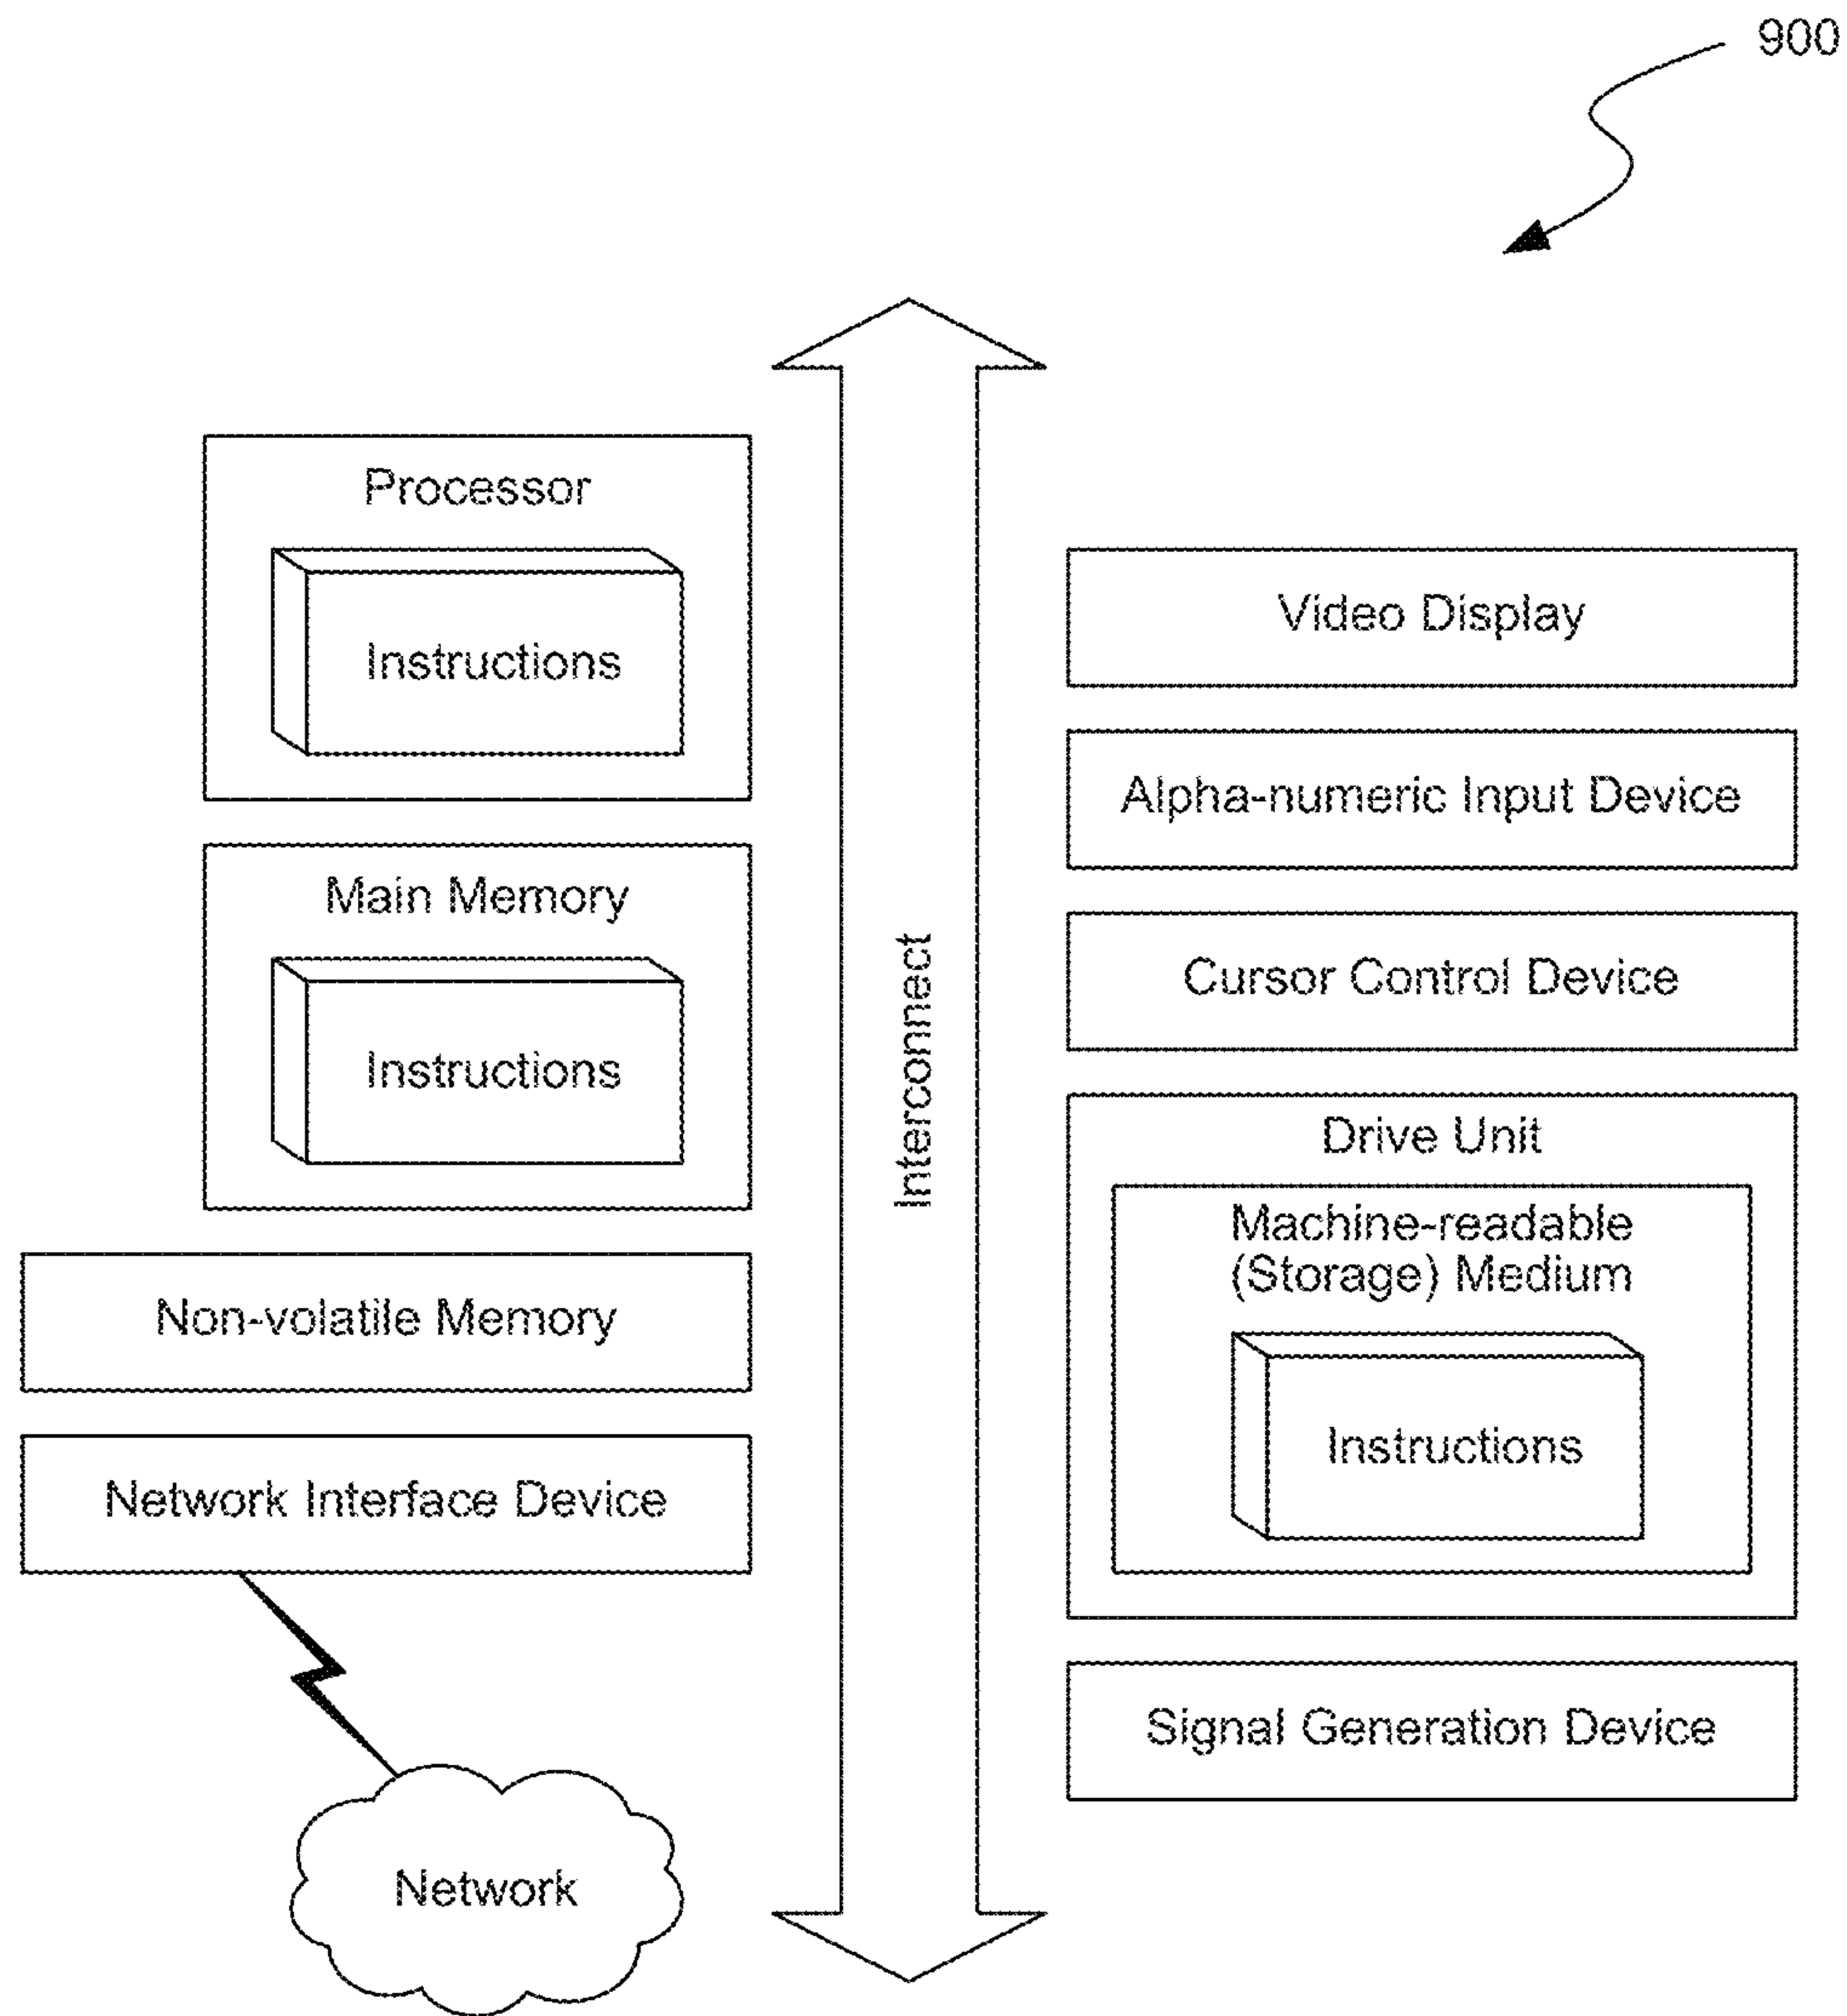 900
Processor
Instructions
Main Memory
Instructions
Non-volatile Memory
Network Interface Device
Network
Interconnect
Video Display
Alpha-numeric Input Device
Cursor Control Device
Drive Unit
Machine-readable
(Storage) Medium
Instructions
Signal Generation Device